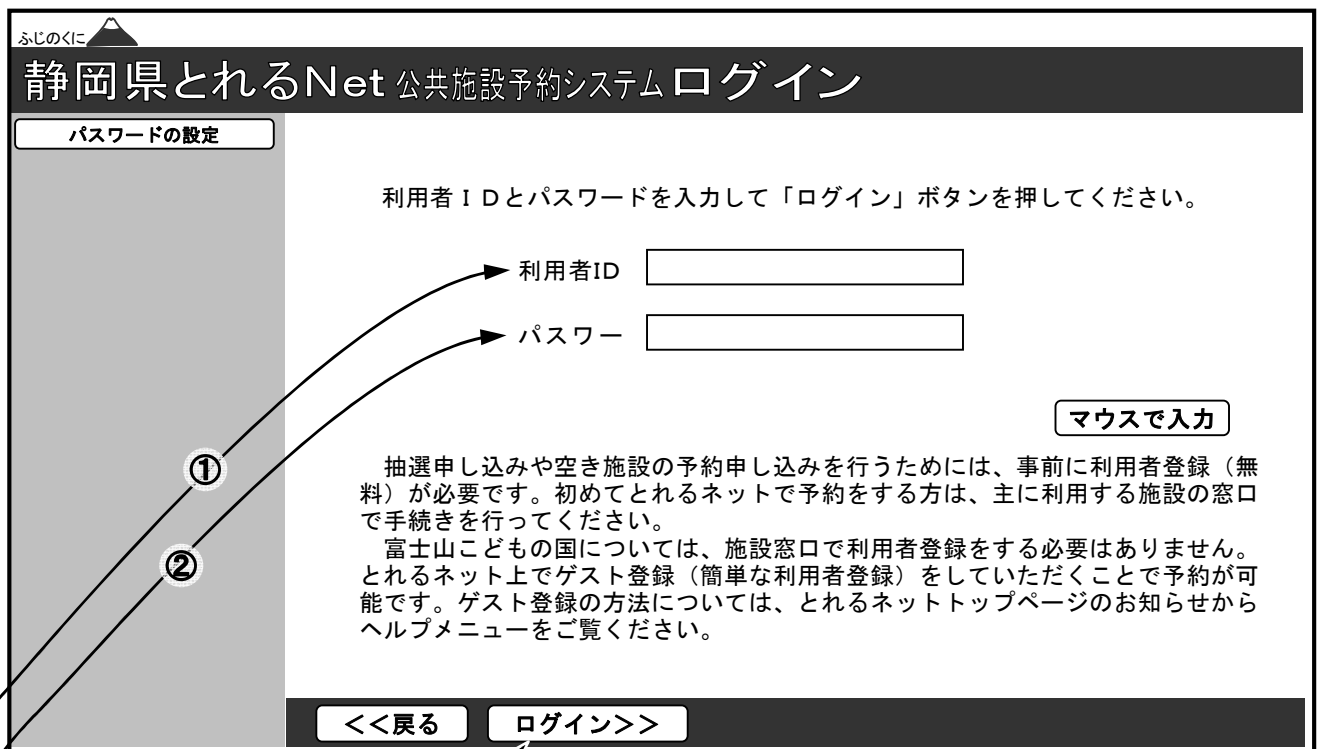 ふじのくに
静岡県とれるNet 公共施設予約システム ログイン
パスワードの設定
利用者ＩＤとパスワードを入力して「ログイン」ボタンを押してください。
利用者ID
パスワー
マウスで入力
①
②
抽選申し込みや空き施設の予約申し込みを行うためには、事前に利用者登録（無
料）が必要です。初めてとれるネットで予約をする方は、主に利用する施設の窓口
で手続きを行ってください。
富士山こどもの国については、施設窓口で利用者登録をする必要はありません。
とれるネット上でゲスト登録（簡単な利用者登録）をしていただくことで予約が可
能です。ゲスト登録の方法については、とれるネットトップページのお知らせから
ヘルプメニューをご覧ください。
＜＜戻る
ログイン＞＞